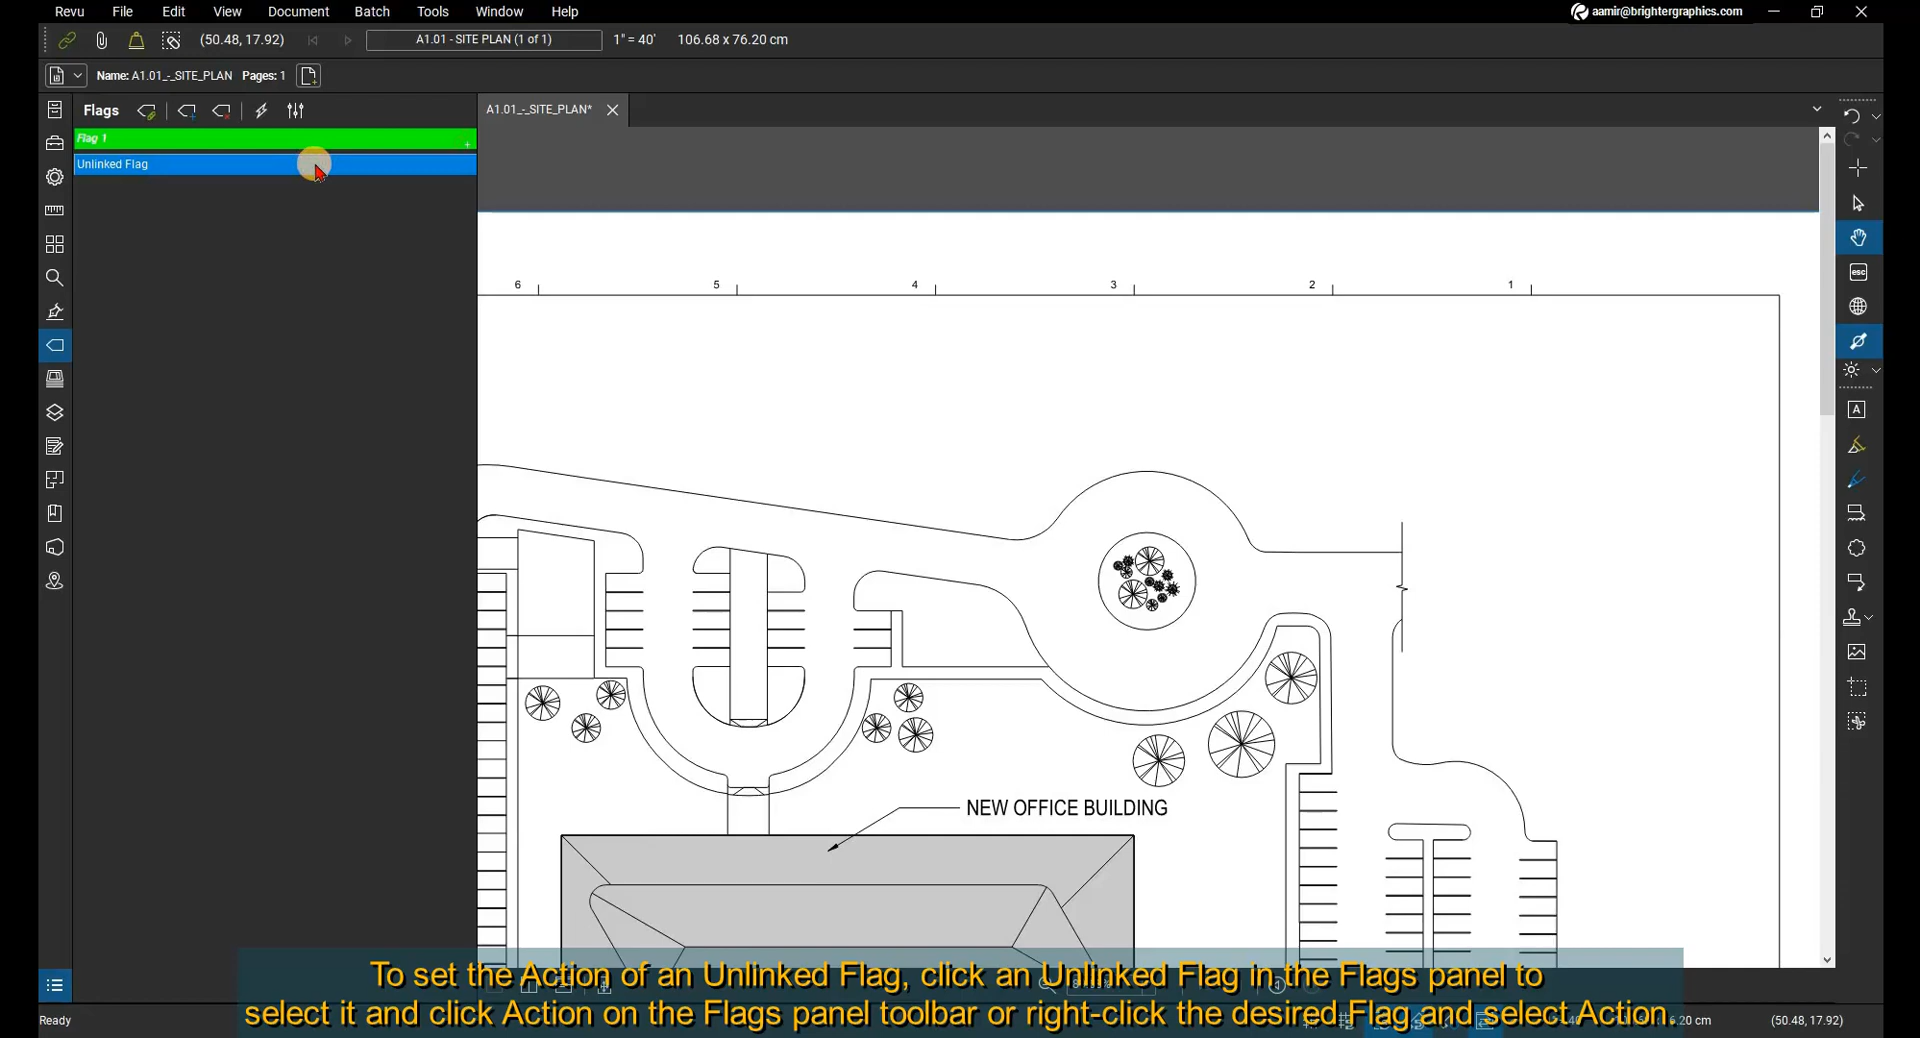 Revu File Edit View Document Batch Tools Window Help aamir@brightergraphics.com
(50.48, 17.92) A1.01 - SITE PLAN (1 of 1) 1" = 40' 106.68 x 76.20 cm
Name: A1.01_-_SITE_PLAN Pages: 1
Flags A1.01_-_SITE_PLAN*
Flag 1
Unlinked Flag
esc
6 5 4 3 2 1
A
NEW OFFICE BUILDING
To set the Action of an Unlinked Flag, click an Unlinked Flag in the Flags panel to
select it and click Action on the Flags panel toolbar or right-click the desired Flag and select Action.
Ready (50.48, 17.92)